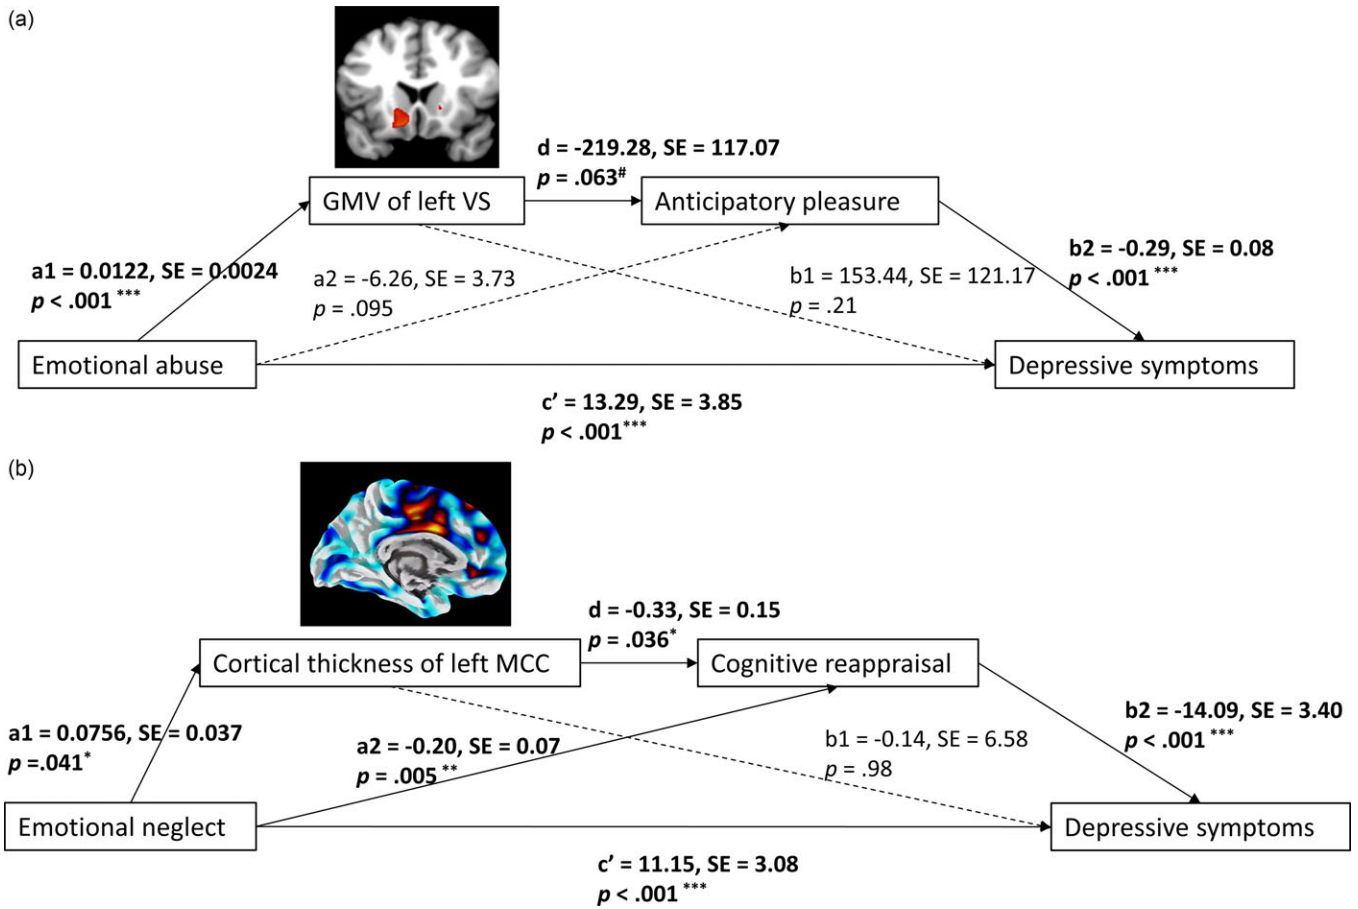 (a)
d = -219.28, SE = 117.07
p = .063#
GMV of left VS
Anticipatory pleasure
a1 = 0.0122, SE = 0.0024
p < .001 ***
a2 = -6.26, SE = 3.73
p = .095
b1 = 153.44, SE = 121.17
p = .21
b2 = -0.29, SE = 0.08
p < .001 ***
Emotional abuse
Depressive symptoms
c’ = 13.29, SE = 3.85
p < .001***
(b)
d = -0.33, SE = 0.15
p = .036*
Cortical thickness of left MCC
Cognitive reappraisal
a1 = 0.0756, SE = 0.037
p =.041*
a2 = -0.20, SE = 0.07
p = .005 **
b1 = -0.14, SE = 6.58
p = .98
b2 = -14.09, SE = 3.40
p < .001 ***
Emotional neglect
Depressive symptoms
c’ = 11.15, SE = 3.08
p < .001 ***